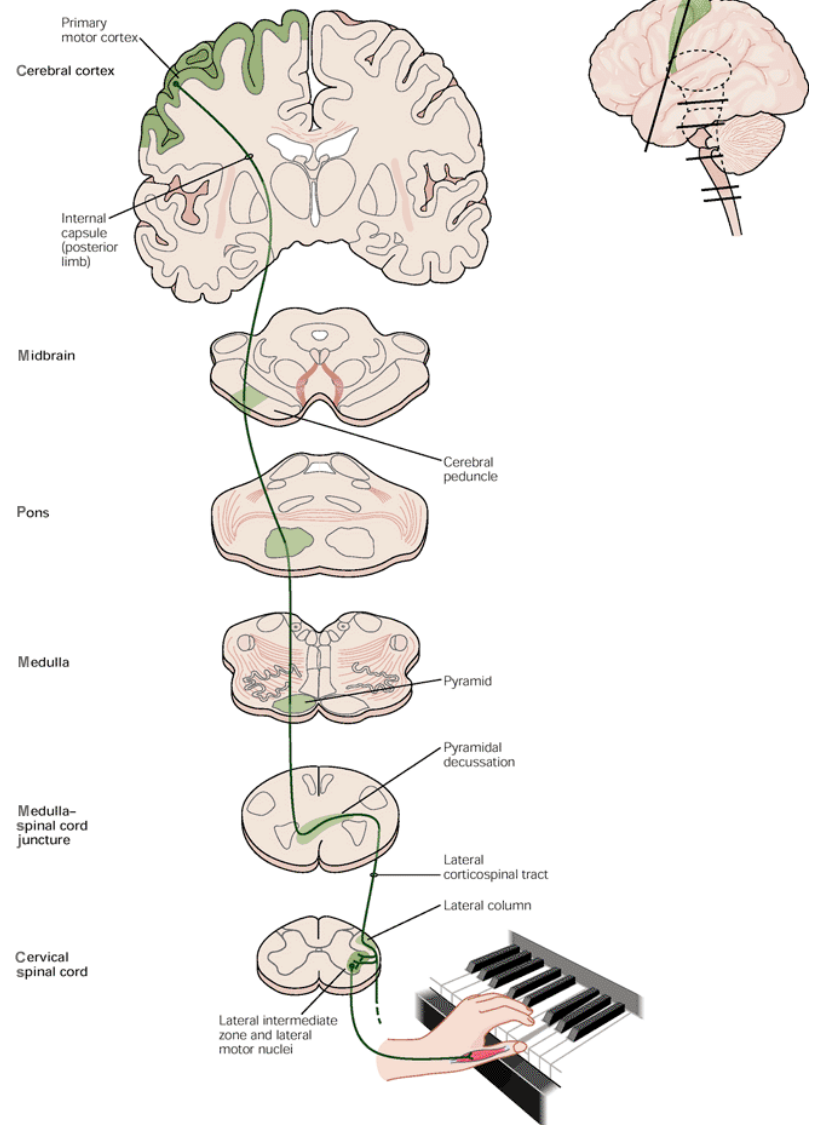 Primary
motor cortex
Cerebral cortex
Internal
capsule
(posterior
limb)
Midbrain
Cerebral
peduncle
Pons
Medulla
Pyramid
Pyramidal
decussation
Medulla–
spinal cord
juncture
Lateral
corticospinal tract
Lateral column
Cervical
spinal cord
Lateral intermediate
zone and lateral
motor nuclei